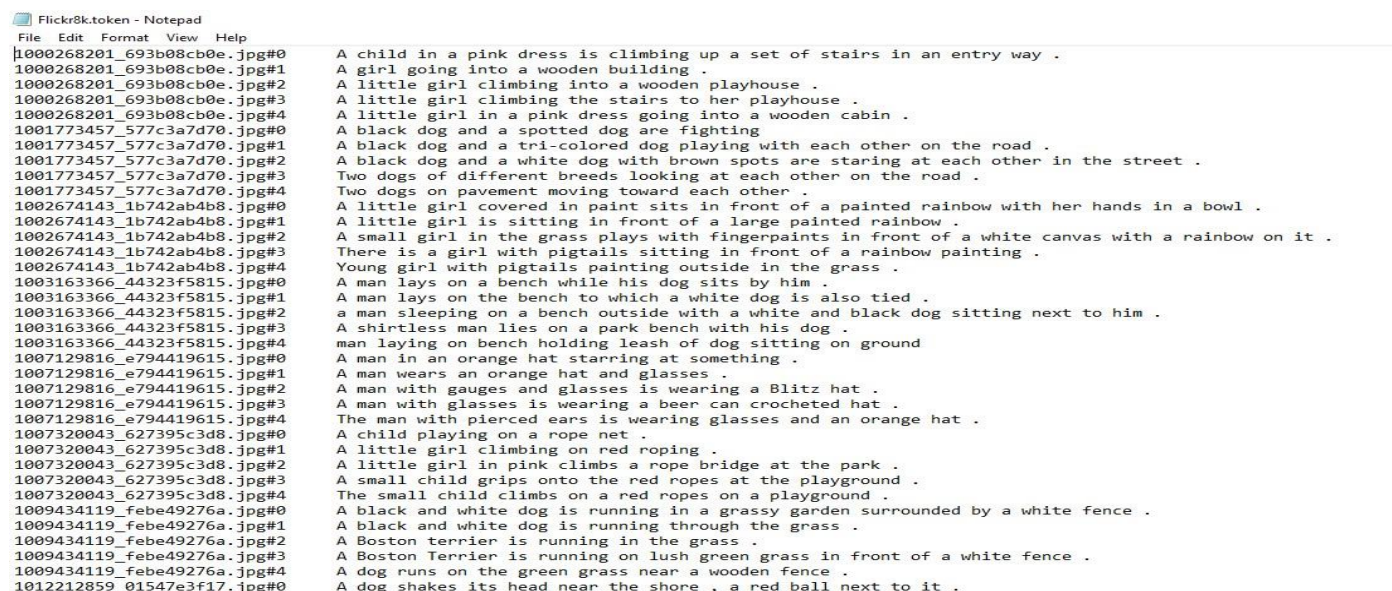 Flickr8k.token - Notepad
File Edit Format View Help
1000268201_693b08cb0e.jpg#0 A child in a pink dress is climbing up a set of stairs in an entry way .
1000268201_693b08cb0e.jpg#1 A girl going into a wooden building .
1000268201_693b08cb0e.jpg#2 A little girl climbing into a wooden playhouse .
1000268201_693b08cb0e.jpg#3 A little girl climbing the stairs to her playhouse .
1000268201_693b08cb0e.jpg#4 A little girl in a pink dress going into a wooden cabin .
1001773457_577c3a7d70.jpg#0 A black dog and a spotted dog are fighting
1001773457_577c3a7d70.jpg#1 A black dog and a tri-colored dog playing with each other on the road .
1001773457_577c3a7d70.jpg#2 A black dog and a white dog with brown spots are staring at each other in the street .
1001773457_577c3a7d70.jpg#3 Two dogs of different breeds looking at each other on the road .
1001773457_577c3a7d70.jpg#4 Two dogs on pavement moving toward each other .
1002674143_1b742ab4b8.jpg#0 A little girl covered in paint sits in front of a painted rainbow with her hands in a bowl .
1002674143_1b742ab4b8.jpg#1 A little girl is sitting in front of a large painted rainbow .
1002674143_1b742ab4b8.jpg#2 A small girl in the grass plays with fingerpaints in front of a white canvas with a rainbow on it .
1002674143_1b742ab4b8.jpg#3 There is a girl with pigtails sitting in front of a rainbow painting .
1002674143_1b742ab4b8.jpg#4 Young girl with pigtails painting outside in the grass .
1003163366_44323f5815.jpg#0 A man lays on a bench while his dog sits by him .
1003163366_44323f5815.jpg#1 A man lays on the bench to which a white dog is also tied .
1003163366_44323f5815.jpg#2 a man sleeping on a bench outside with a white and black dog sitting next to him .
1003163366_44323f5815.jpg#3 A shirtless man lies on a park bench with his dog .
1003163366_44323f5815.jpg#4 man laying on bench holding leash of dog sitting on ground
1007129816_e794419615.jpg#0 A man in an orange hat starring at something .
1007129816_e794419615.jpg#1 A man wears an orange hat and glasses .
1007129816_e794419615.jpg#2 A man with gauges and glasses is wearing a Blitz hat .
1007129816_e794419615.jpg#3 A man with glasses is wearing a beer can crocheted hat .
1007129816_e794419615.jpg#4 The man with pierced ears is wearing glasses and an orange hat .
1007320043_627395c3d8.jpg#0 A child playing on a rope net .
1007320043_627395c3d8.jpg#1 A little girl climbing on red roping .
1007320043_627395c3d8.jpg#2 A little girl in pink climbs a rope bridge at the park .
1007320043_627395c3d8.jpg#3 A small child grips onto the red ropes at the playground .
1007320043_627395c3d8.jpg#4 The small child climbs on a red ropes on a playground .
1009434119_febe49276a.jpg#0 A black and white dog is running in a grassy garden surrounded by a white fence .
1009434119_febe49276a.jpg#1 A black and white dog is running through the grass .
1009434119_febe49276a.jpg#2 A Boston terrier is running in the grass .
1009434119_febe49276a.jpg#3 A Boston Terrier is running on lush green grass in front of a white fence .
1009434119_febe49276a.jpg#4 A dog runs on the green grass near a wooden fence .
1012212859_01547e3f17.jpg#0 A dog shakes its head near the shore , a red ball next to it .